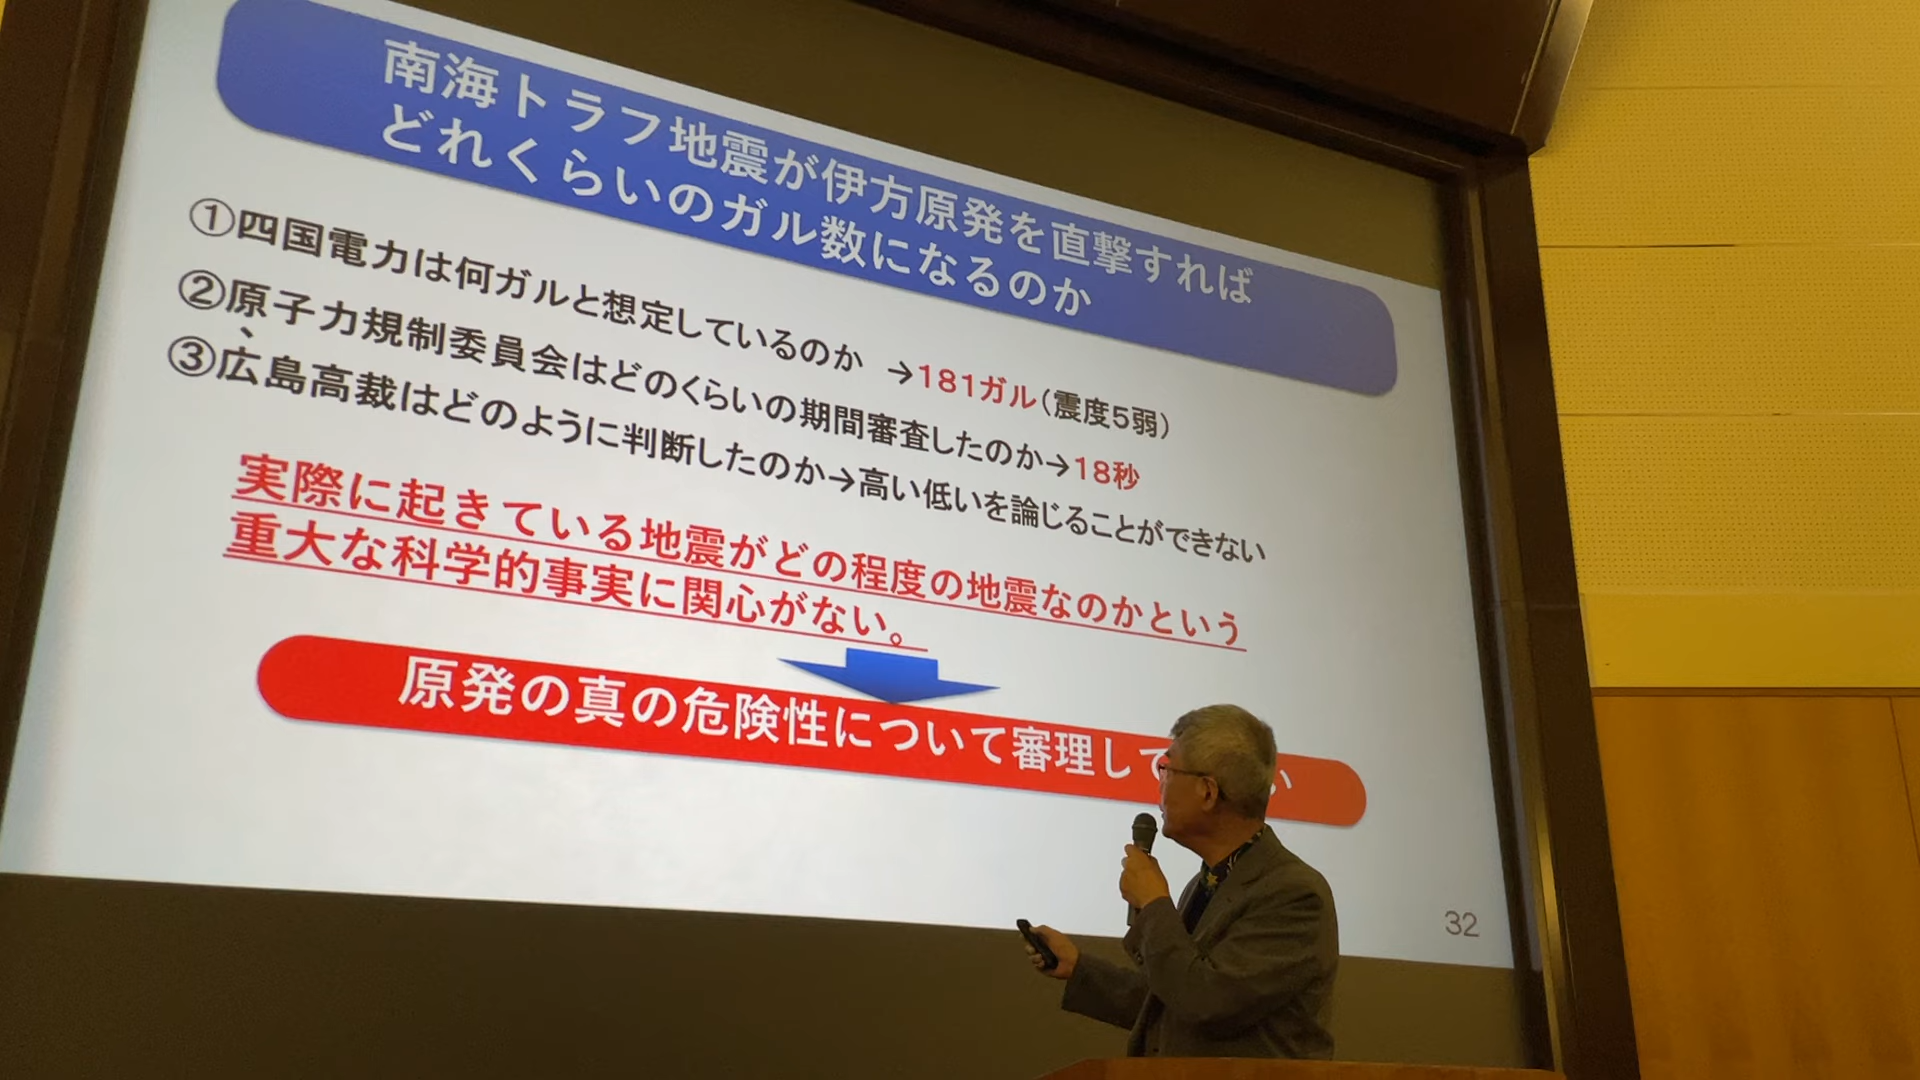 南海トラフ地震が伊方原発を直撃すれば
どれくらいのガル数になるのか
①四国電力は何ガルと想定しているのか →181ガル(震度5弱)
②原子力規制委員会はどのくらいの期間審査したのか→18秒
③広島高裁はどのように判断したのか→高い低いを論じることができない
実際に起きている地震がどの程度の地震なのかという
重大な科学的事実に関心がない。
原発の真の危険性について審理して
32